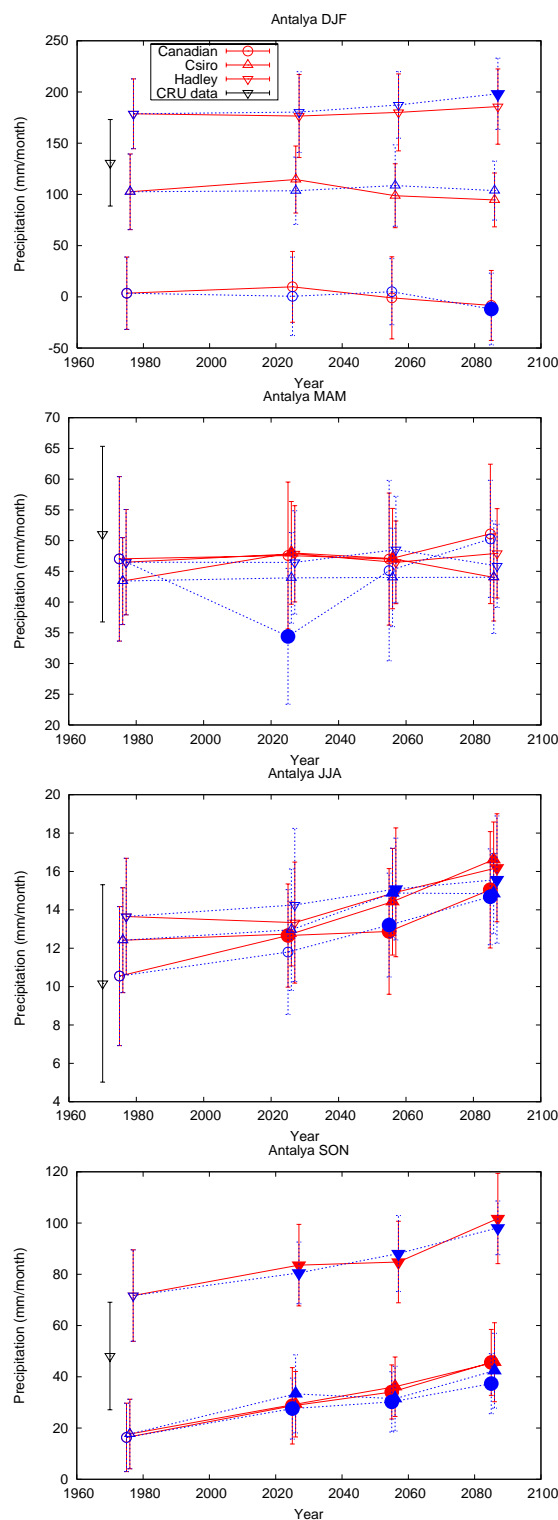 Antalya DJF
250
200
150
100
50
0
-50
Precipitation (mm/month)
Canadian
Csiro
Hadley
CRU data
1960 1980 2000 2020 2040 2060 2080 2100
Year
Antalya MAM
70
65
60
55
50
45
40
35
30
25
20
Precipitation (mm/month)
1960 1980 2000 2020 2040 2060 2080 2100
Year
Antalya JJA
20
18
16
14
12
10
8
6
4
Precipitation (mm/month)
1960 1980 2000 2020 2040 2060 2080 2100
Year
Antalya SON
120
100
80
60
40
20
0
Precipitation (mm/month)
1960 1980 2000 2020 2040 2060 2080 2100
Year